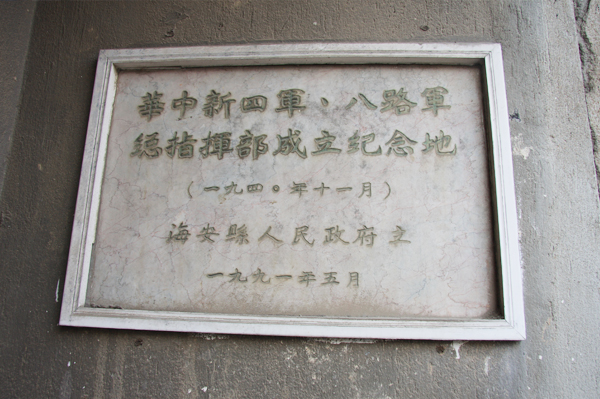 華中新四軍、八路軍
總指揮部成立纪念地
（一九四〇年十一月）
海安縣人民政府立
一九九一年五月